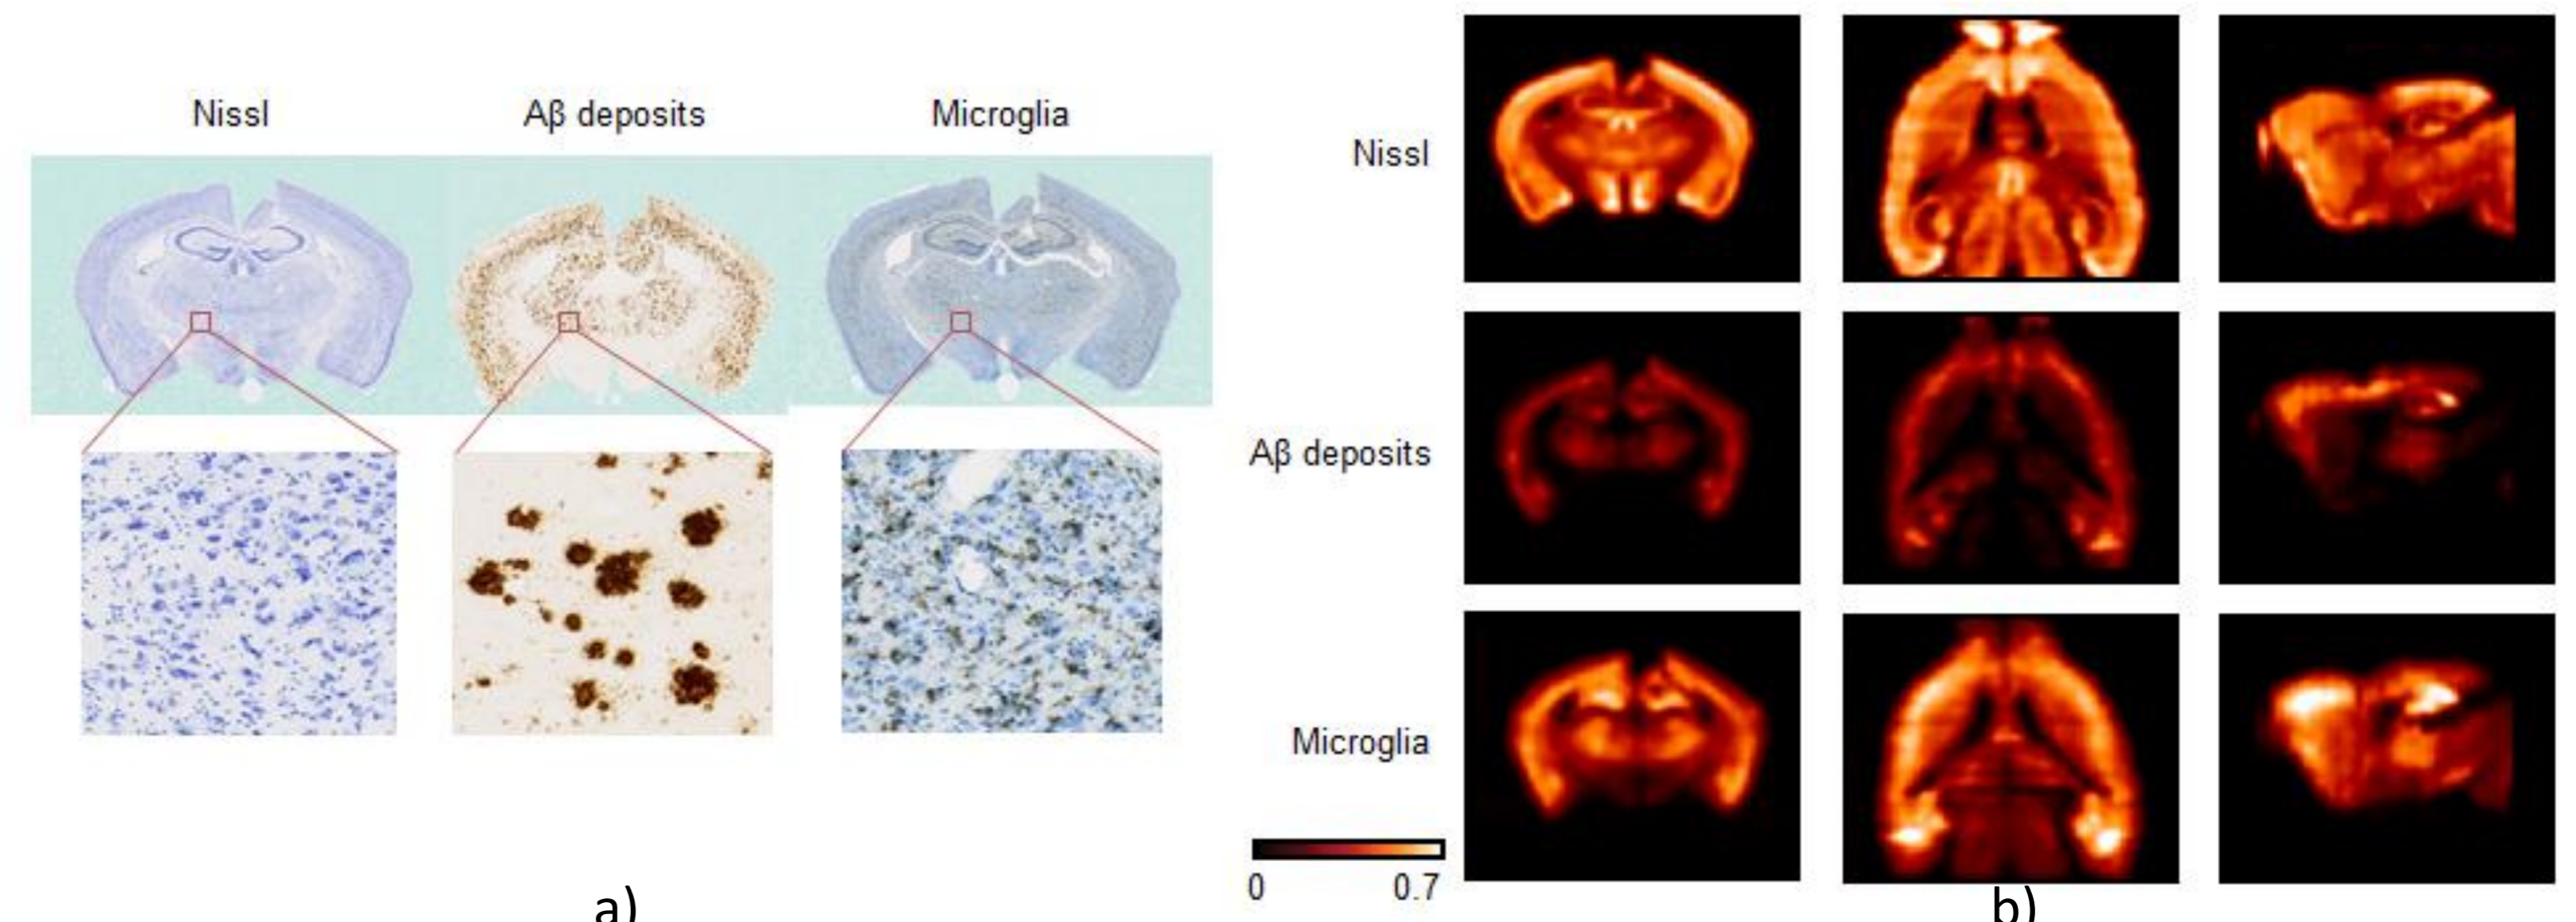 Nissl
Aβ deposits
Microglia
Nissl
Aβ deposits
Microglia
0 0.7
a)
b)